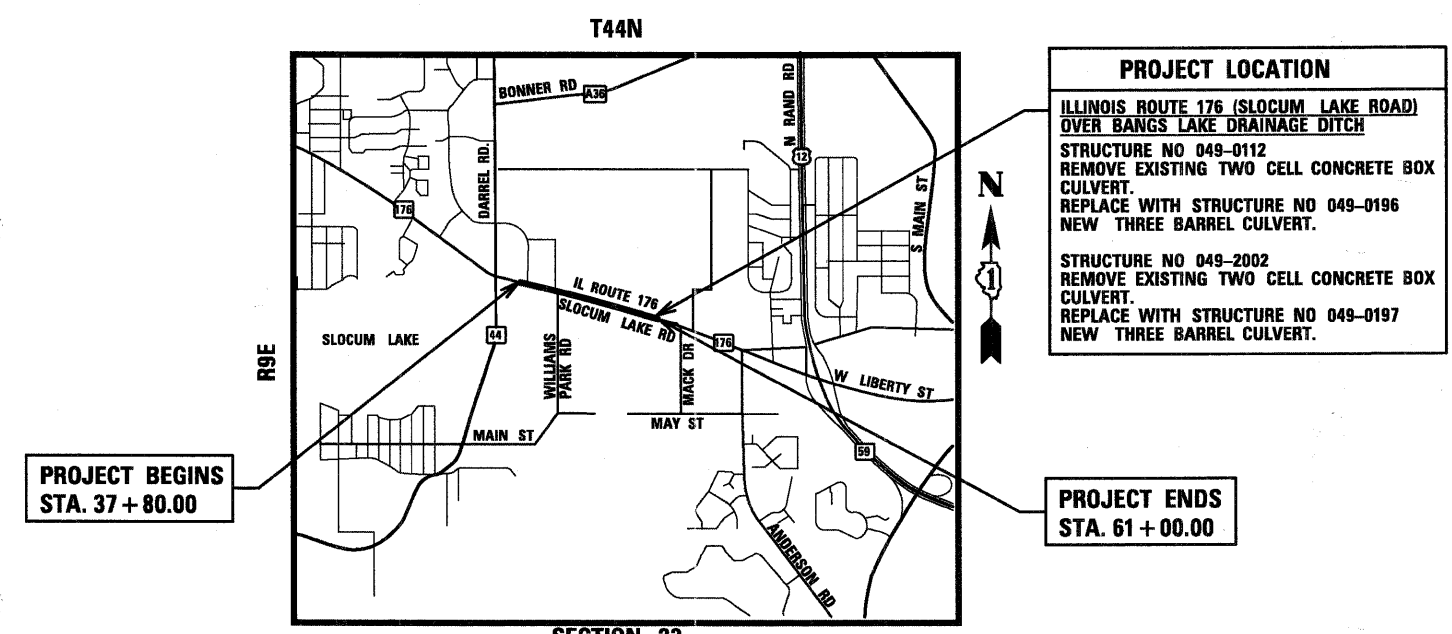 T44N
PROJECT LOCATION
ILLINOIS ROUTE 176 (SLOCUM LAKE ROAD)
OVER BANGS LAKE DRAINAGE DITCH
STRUCTURE NO 049-0112
REMOVE EXISTING TWO CELL CONCRETE BOX
CULVERT.
REPLACE WITH STRUCTURE NO 049-0196
NEW THREE BARREL CULVERT.
STRUCTURE NO 049-2002
REMOVE EXISTING TWO CELL CONCRETE BOX
CULVERT.
REPLACE WITH STRUCTURE NO 049-0197
NEW THREE BARREL CULVERT.
BONNER RD
A36
N RAND RD
12
DARREL RD.
S MAIN ST
N
1
176
IL ROUTE 176
SLOCUM LAKE RD
SLOCUM LAKE
44
176
R9E
WILLIAMS
PARK RD
MACK DR
W LIBERTY ST
MAY ST
MAIN ST
59
ANDERSON RD
PROJECT BEGINS
STA. 37+80.00
PROJECT ENDS
STA. 61+00.00
SECTION